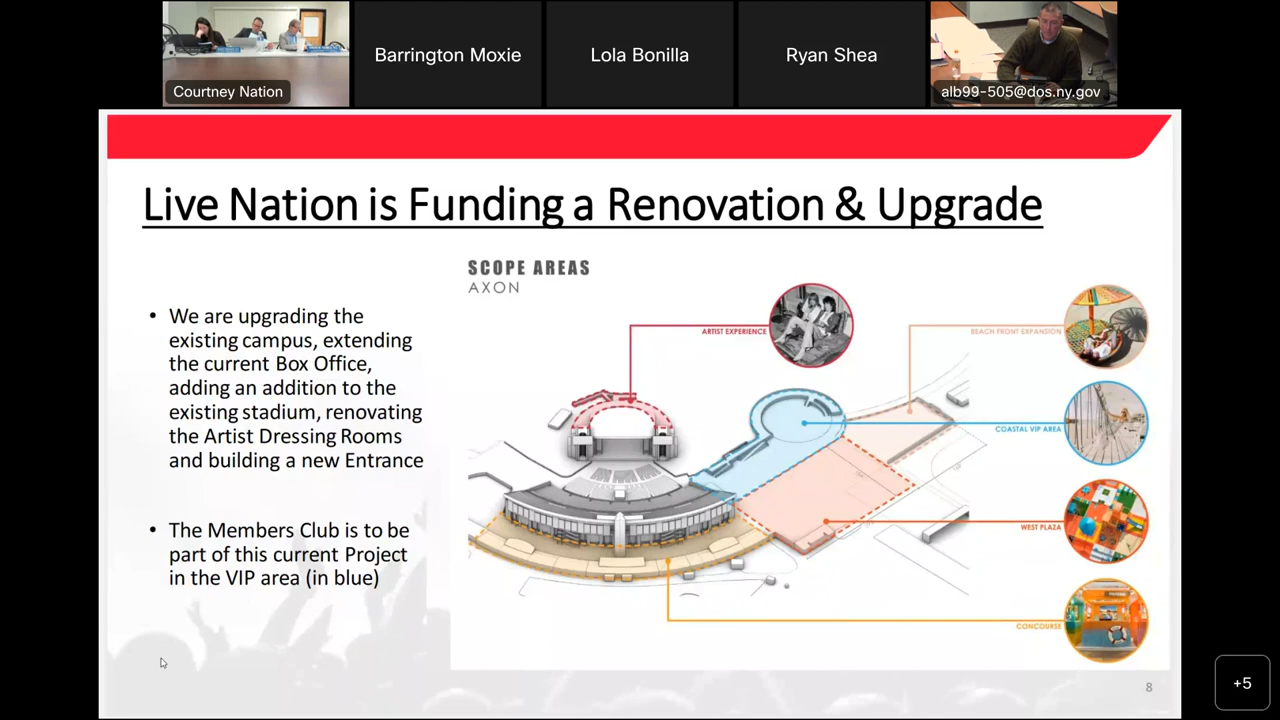 Courtney Nation
Barrington Moxie
Lola Bonilla
Ryan Shea
alb99-505@dos.ny.gov
Live Nation is Funding a Renovation & Upgrade
• We are upgrading the
existing campus, extending
the current Box Office,
adding an addition to the
existing stadium, renovating
the Artist Dressing Rooms
and building a new Entrance
• The Members Club is to be
part of this current Project
in the VIP area (in blue)
SCOPE AREAS
AXON
ARTIST EXPERIENCE
BEACH FRONT EXPANSION
COASTAL VIP AREA
WEST PLAZA
CONCOURSE
8
+5